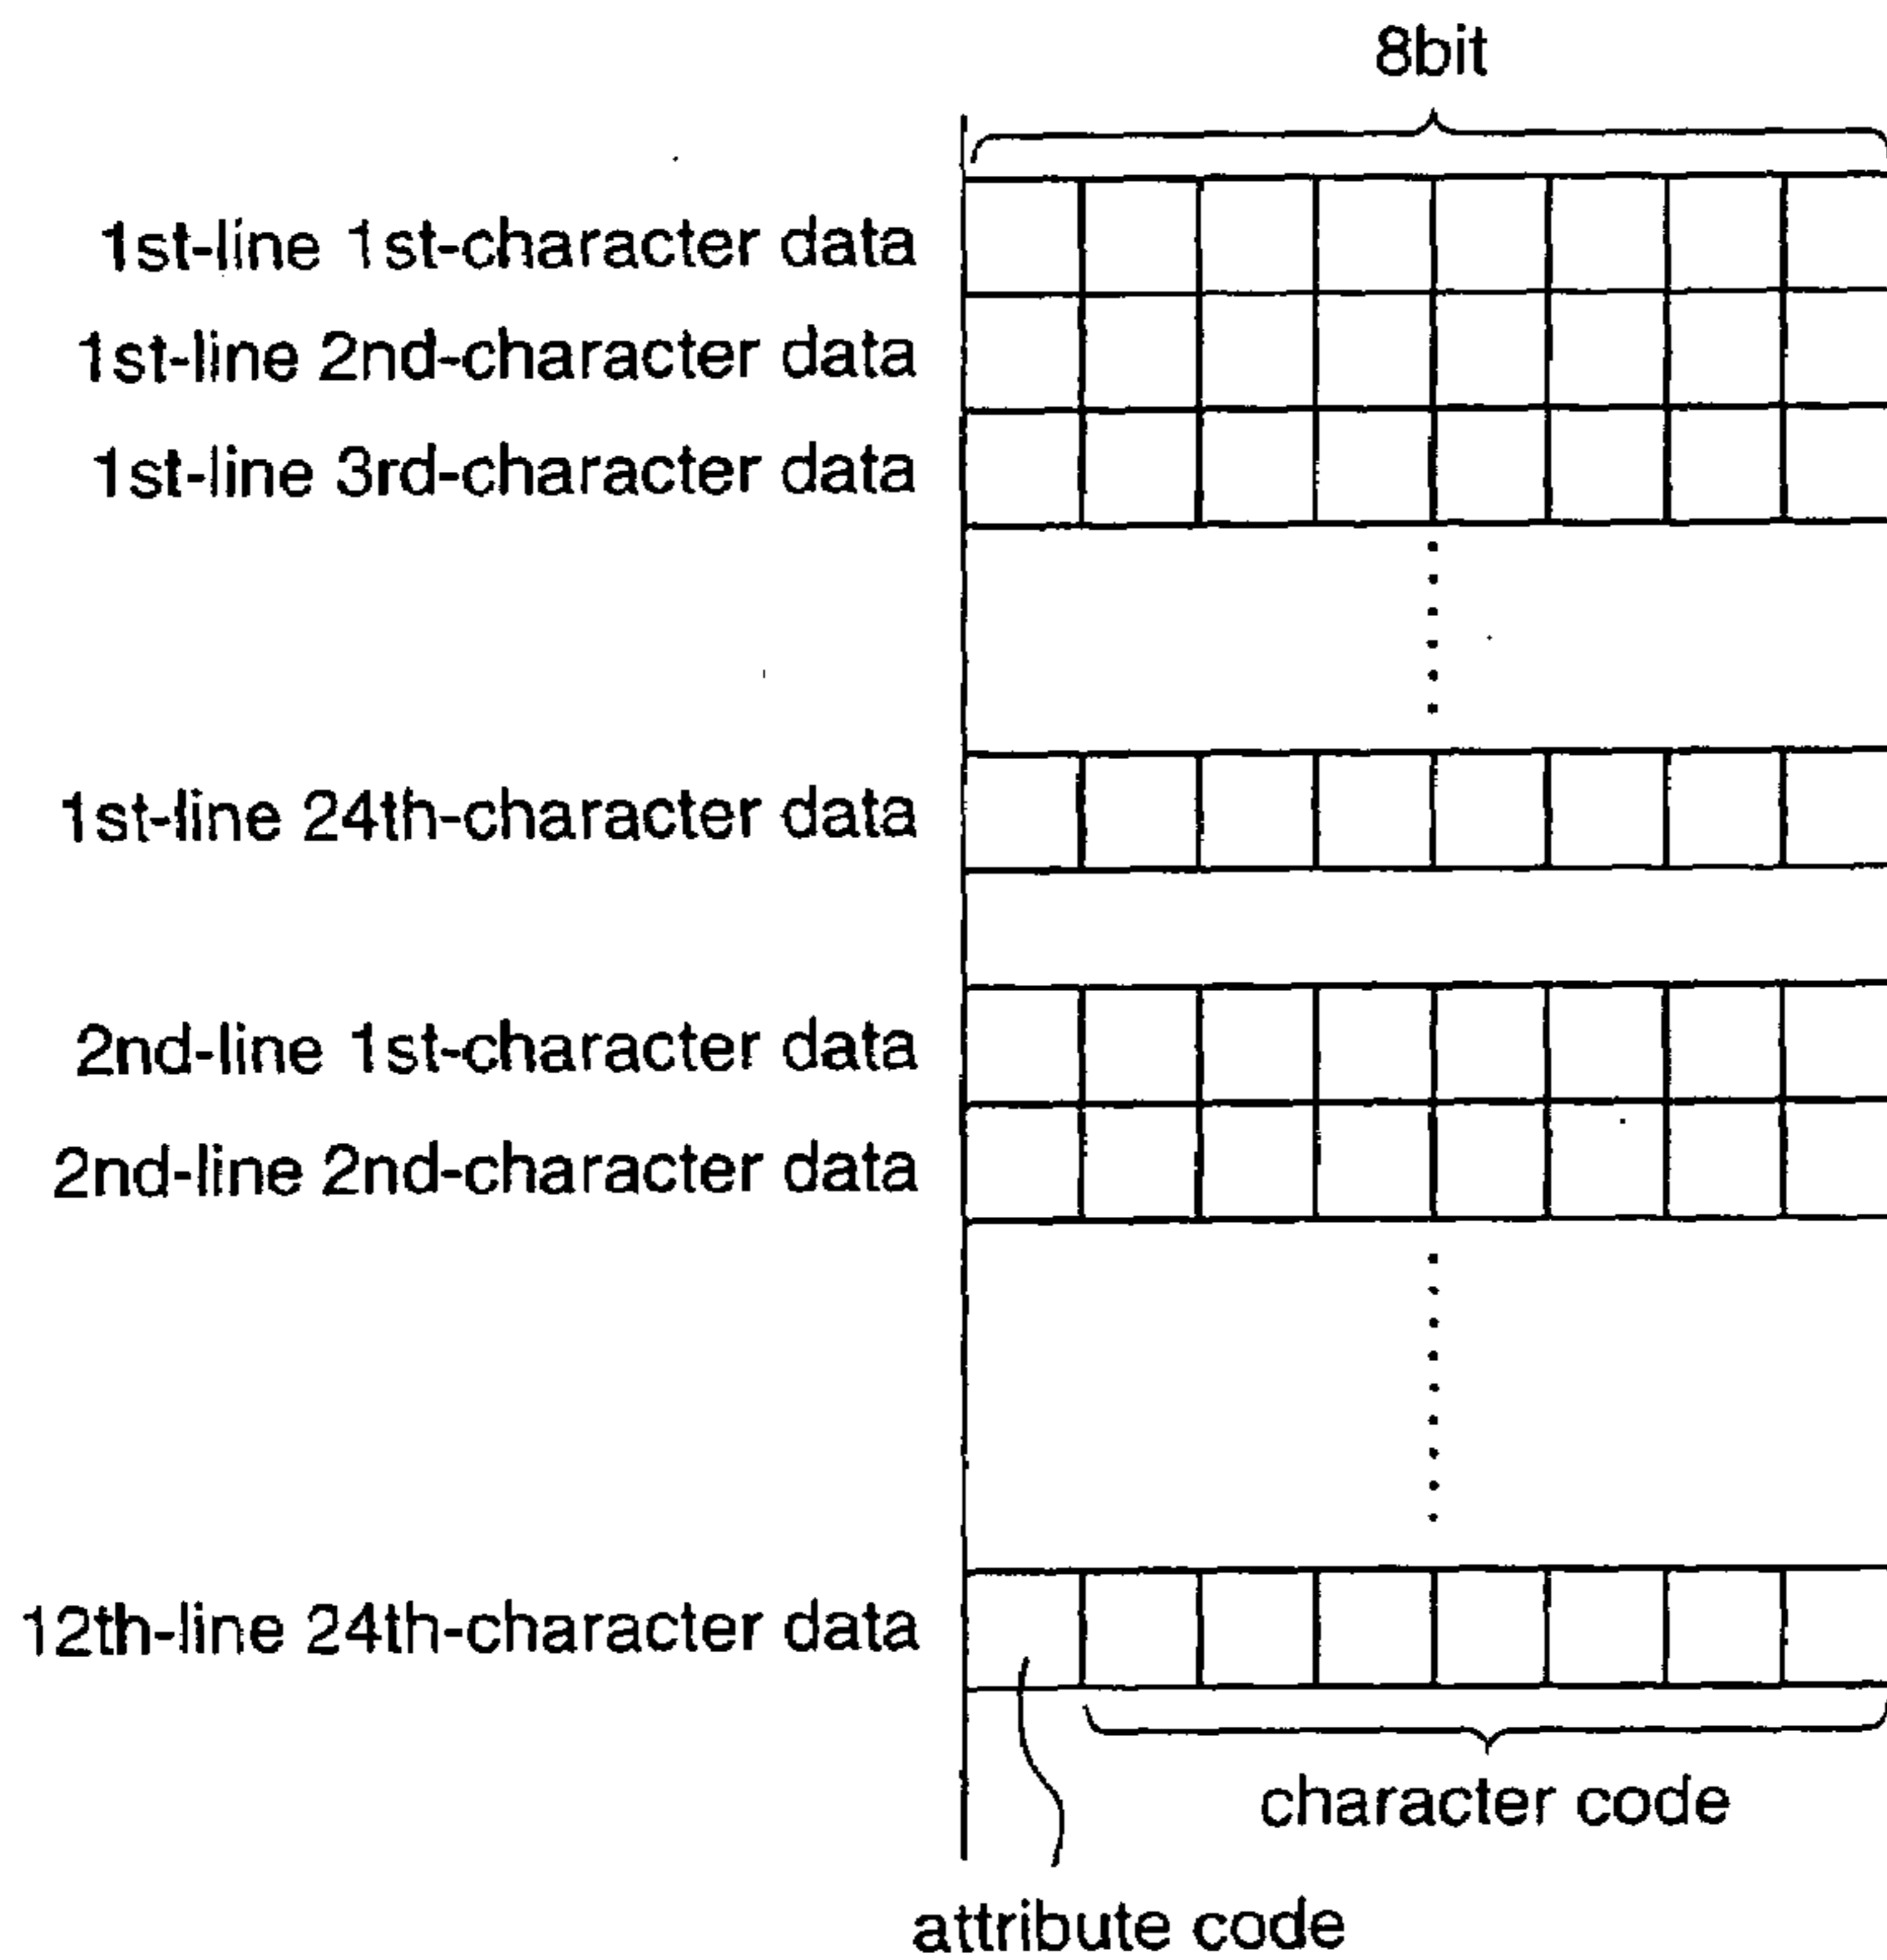 8bit
1st-line 1st-character data
1st-line 2nd-character data
1st-line 3rd-character data
1st-line 24th-character data
2nd-line 1st-character data
2nd-line 2nd-character data
12th-line 24th-character data
character code
attribute code